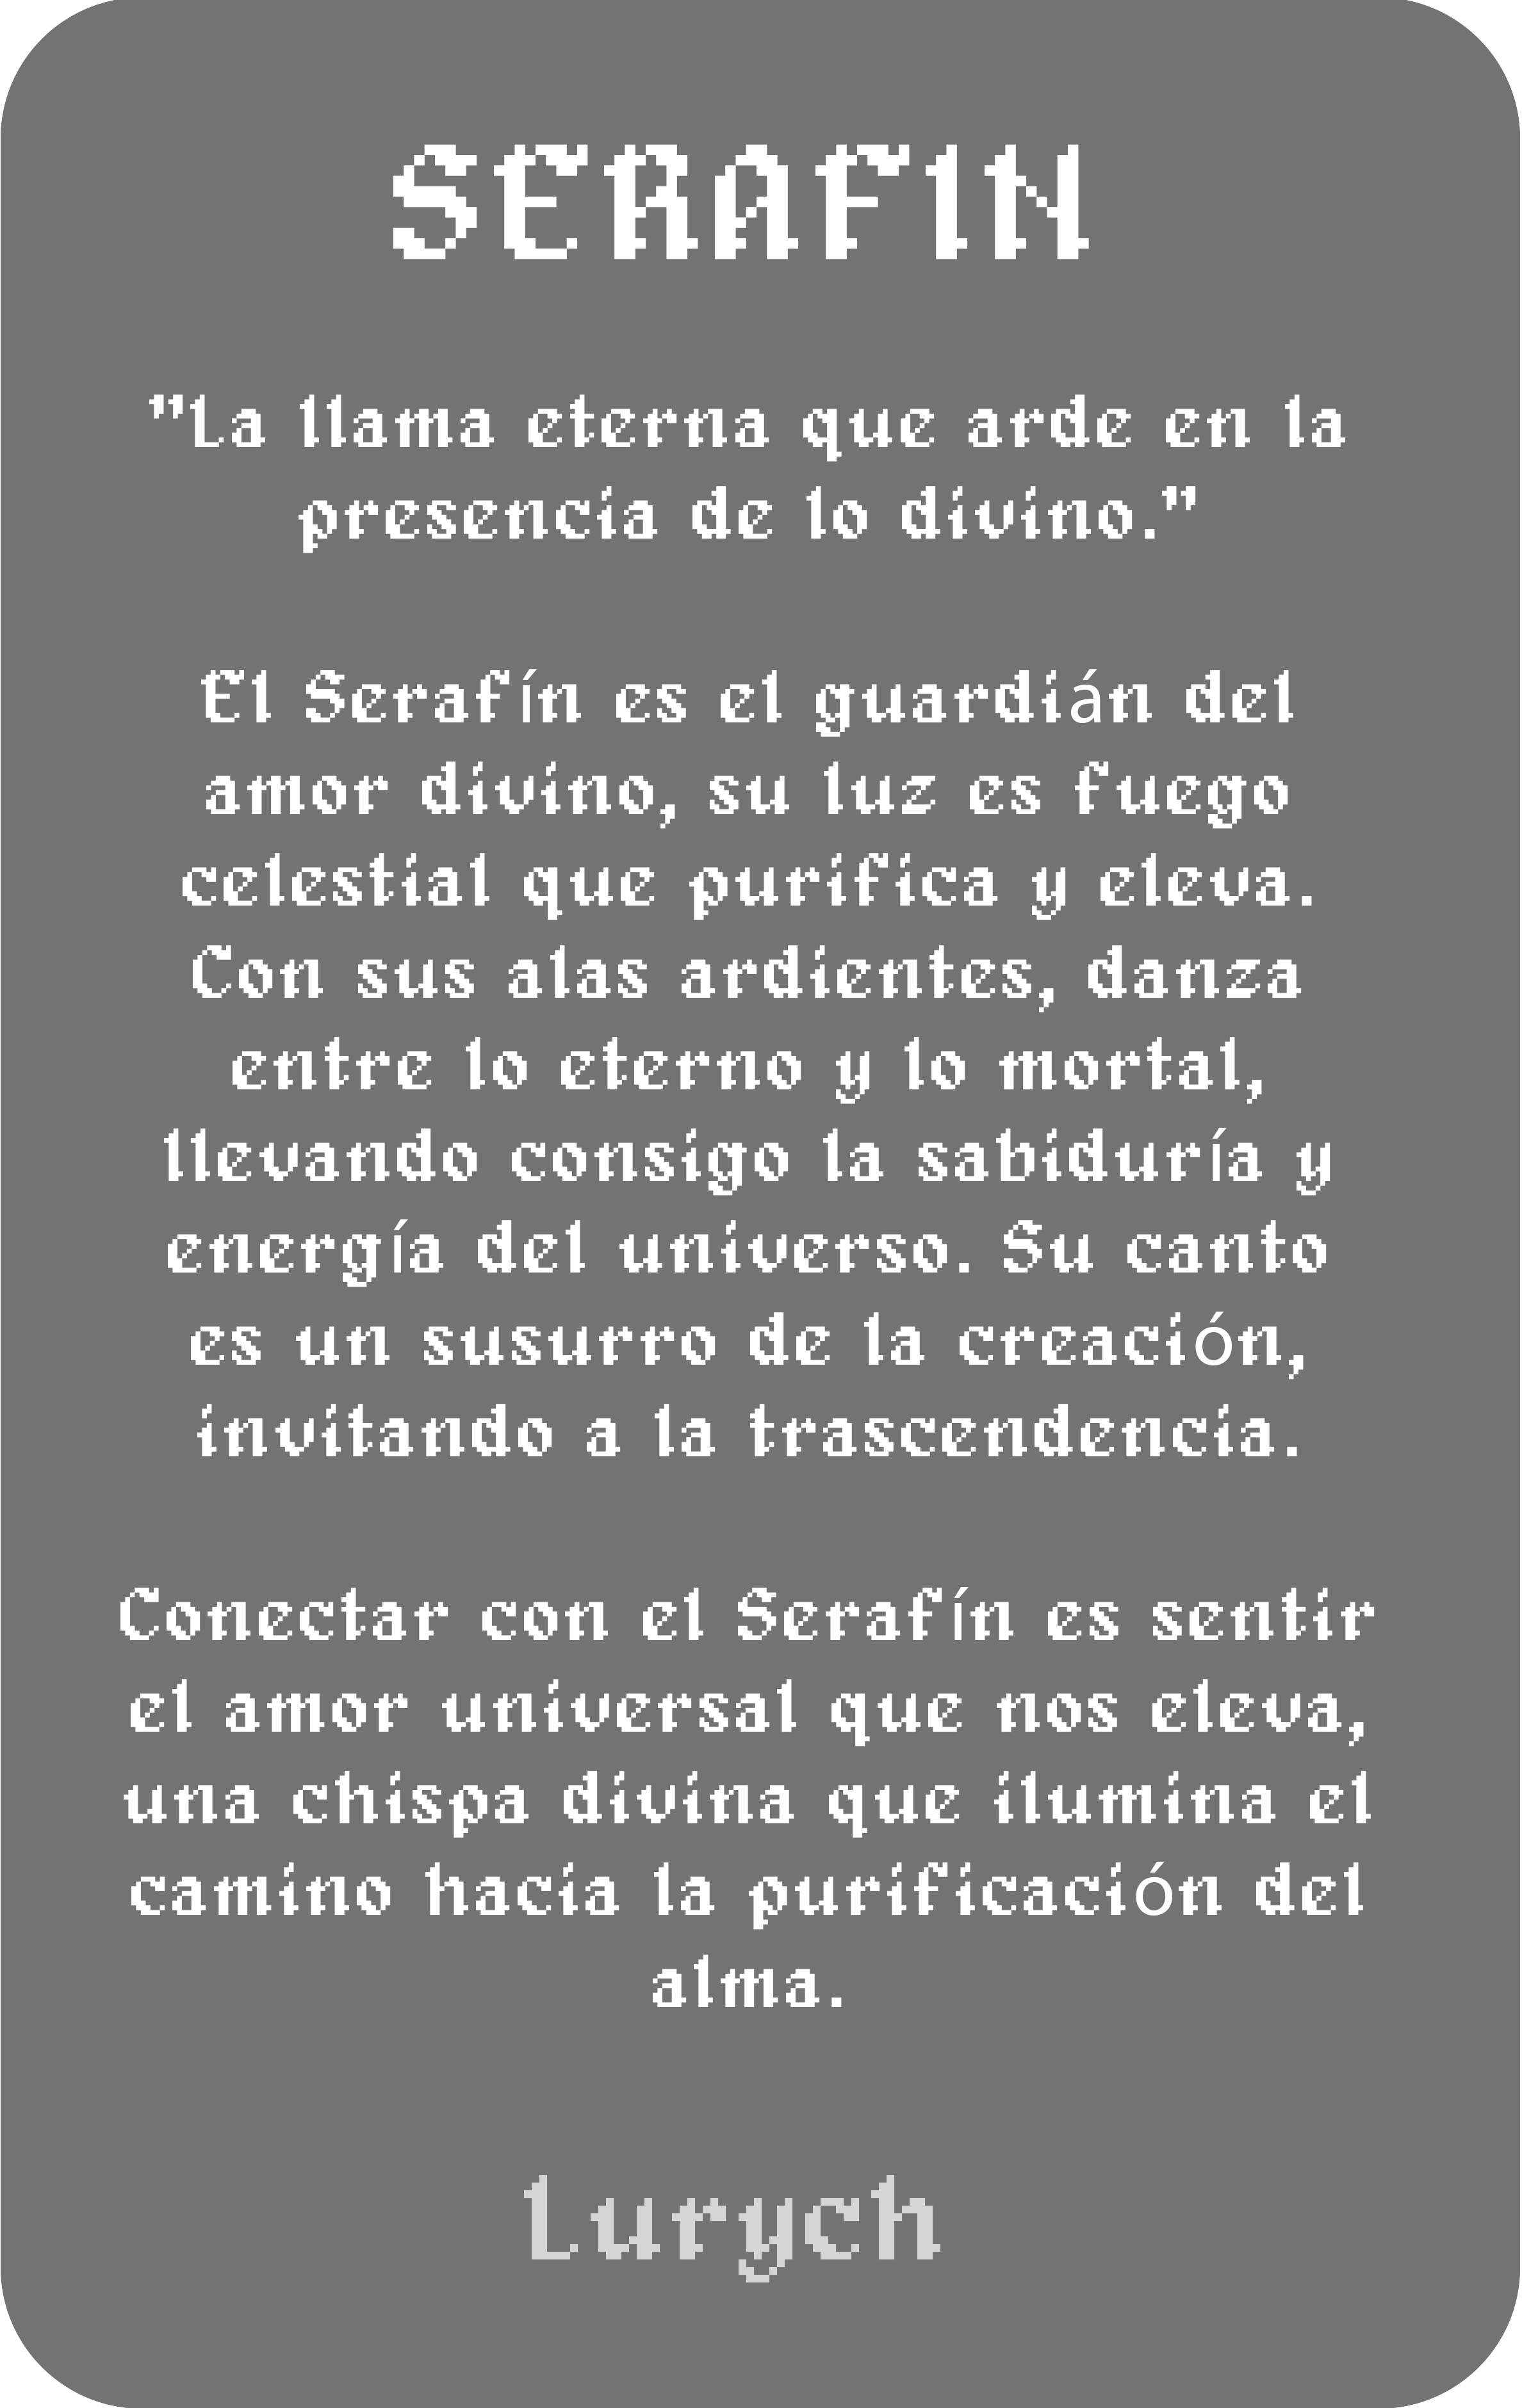 SERAFIN
"La llama eterna que arde en la
presencia de lo divino."
El Serafín es el guardián del
amor divino, su luz es fuego
celestial que purifica y eleva.
Con sus alas ardientes, danza
entre lo eterno y lo mortal,
llevando consigo la sabiduría y
energía del universo. Su canto
es un susurro de la creación,
invitando a la trascendencia.
Conectar con el Serafín es sentir
el amor universal que nos eleva,
una chispa divina que ilumina el
camino hacia la purificación del
alma.
Lurych